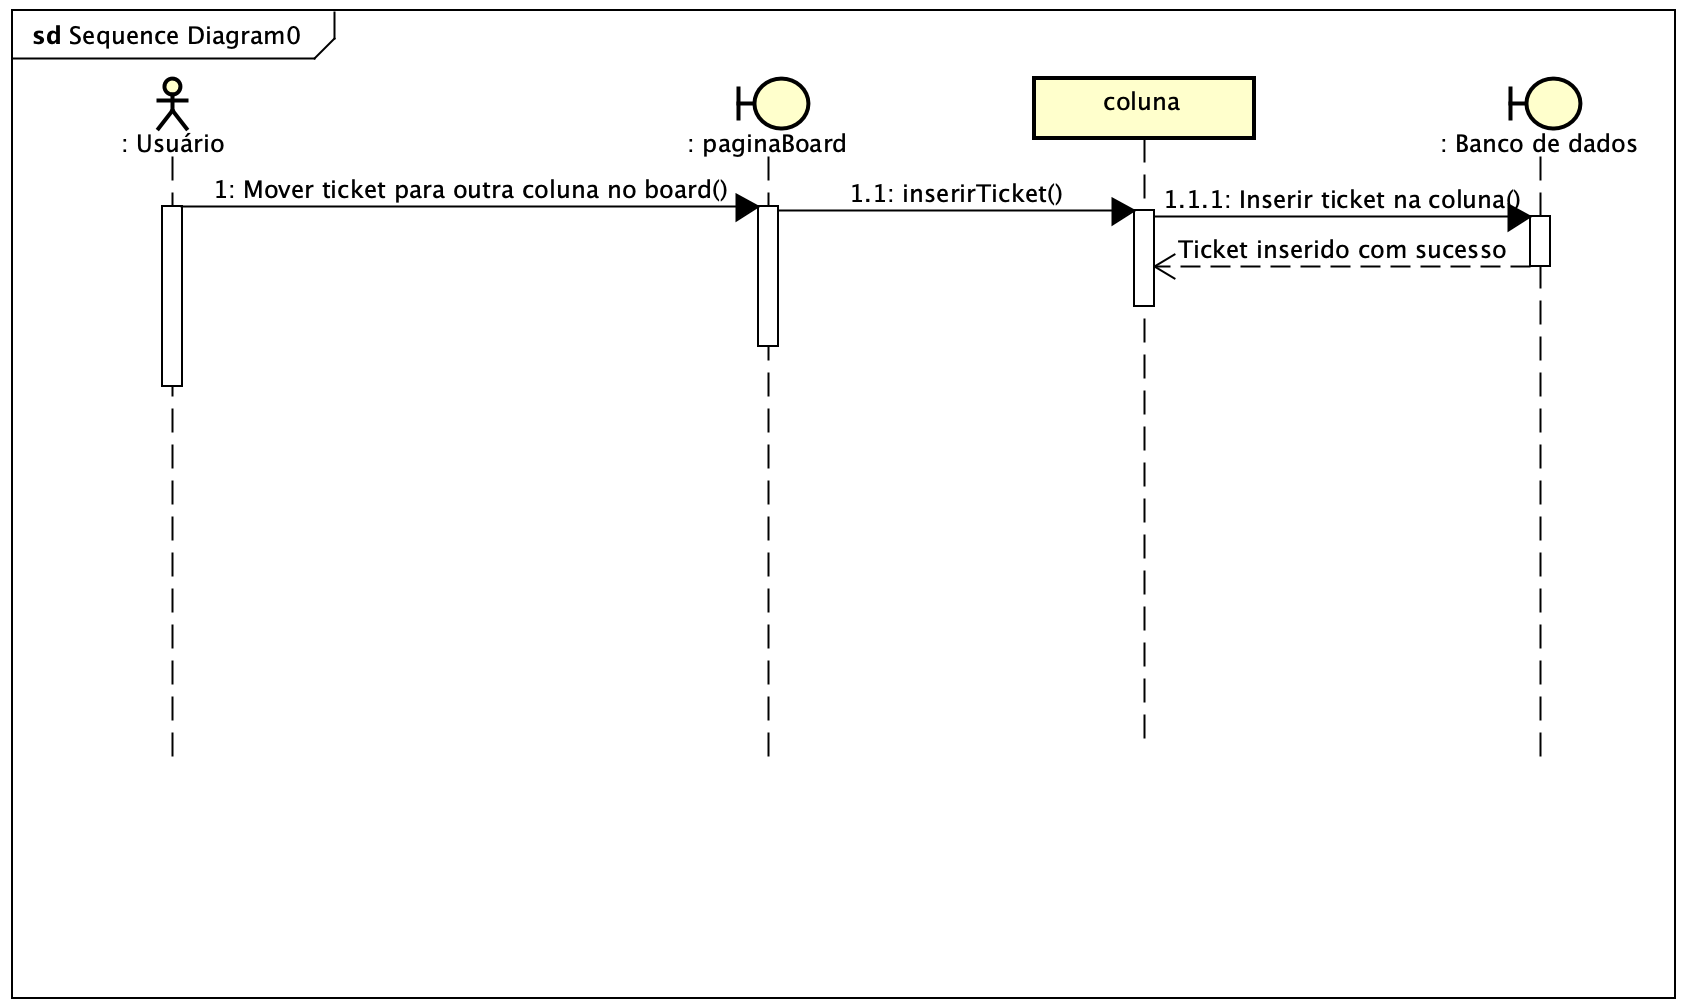 sd Sequence Diagram0
: Usuário
: paginaBoard
coluna
: Banco de dados
1: Mover ticket para outra coluna no board()
1.1: inserirTicket()
1.1.1: Inserir ticket na coluna()
Ticket inserido com sucesso